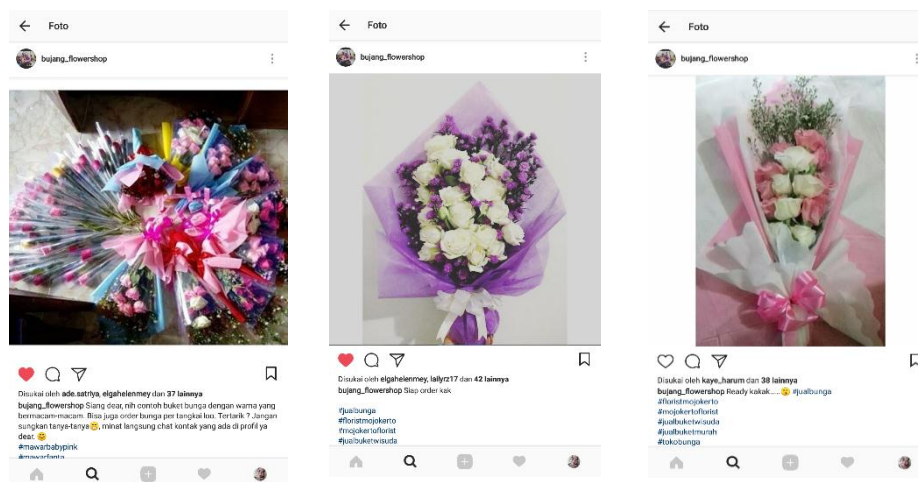 Foto
bujang_flowershop
Disukai oleh ade.satriya, elgahelenmey dan 37 lainnya
bujang_flowershop Siang dear, nih contoh buket bunga dengan warna yang
bermacam-macam. Bisa juga order bunga per tangkai loo. Tertarik ? Jangan
sungkan tanya-tanya😁, minat langsung chat kontak yang ada di profil ya
dear. 😊
#mawarbabypink
#mawarfanta
Foto
bujang_flowershop
Disukai oleh elgahelenmey, lailyrz17 dan 42 lainnya
bujang_flowershop Siap order kak
#jualbunga
#floristmojokerto
#mojokertoflorist
#jualbuketwisuda
Foto
bujang_flowershop
Disukai oleh kaye_harum dan 38 lainnya
bujang_flowershop Ready kakak.....😗 #jualbunga
#floristmojokerto
#mojokertoflorist
#jualbuketwisuda
#jualbuketmurah
#tokobunga